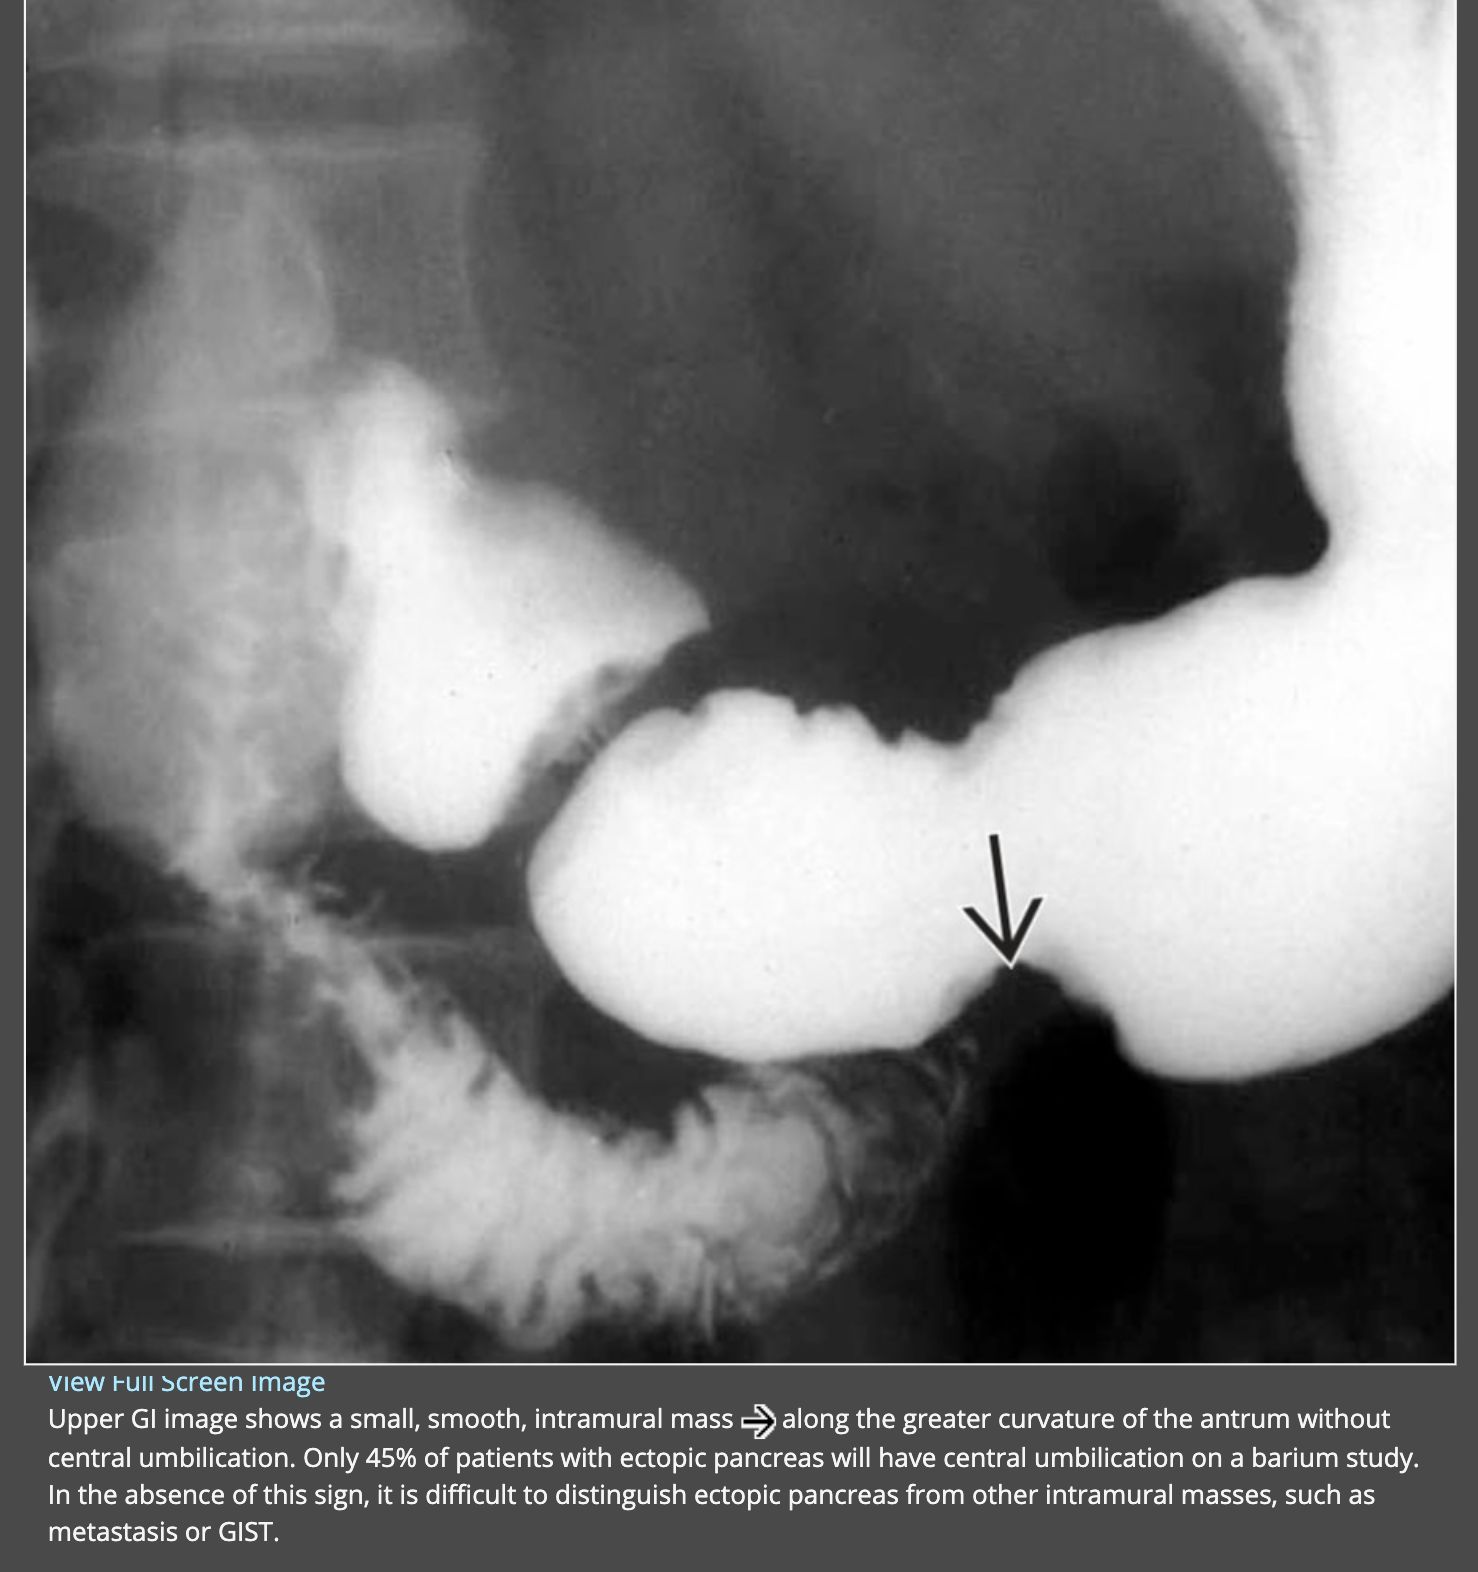 View Full Screen Image
Upper GI image shows a small, smooth, intramural mass along the greater curvature of the antrum without
central umbilication. Only 45% of patients with ectopic pancreas will have central umbilication on a barium study.
In the absence of this sign, it is difficult to distinguish ectopic pancreas from other intramural masses, such as
metastasis or GIST.